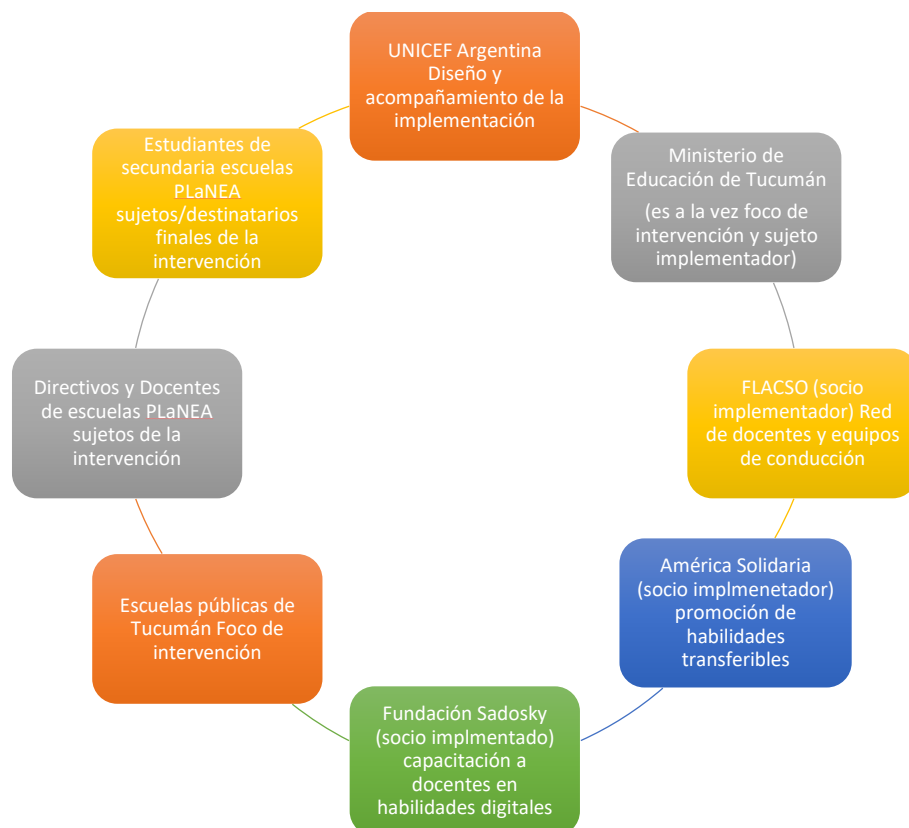 UNICEF Argentina
Diseño y
acompañamiento de la
implementación
Ministerio de
Educación de Tucumán
(es a la vez foco de
intervención y sujeto
implementador)
FLACSO (socio
implementador) Red
de docentes y equipos
de conducción
América Solidaria
(socio implmenetador)
promoción de
habilidades
transferibles
Fundación Sadosky
(socio implmentado)
capacitación a
docentes en
habilidades digitales
Escuelas públicas de
Tucumán Foco de
intervención
Directivos y Docentes
de escuelas PLaNEA
sujetos de la
intervención
Estudiantes de
secundaria escuelas
PLaNEA
sujetos/destinatarios
finales de la
intervención